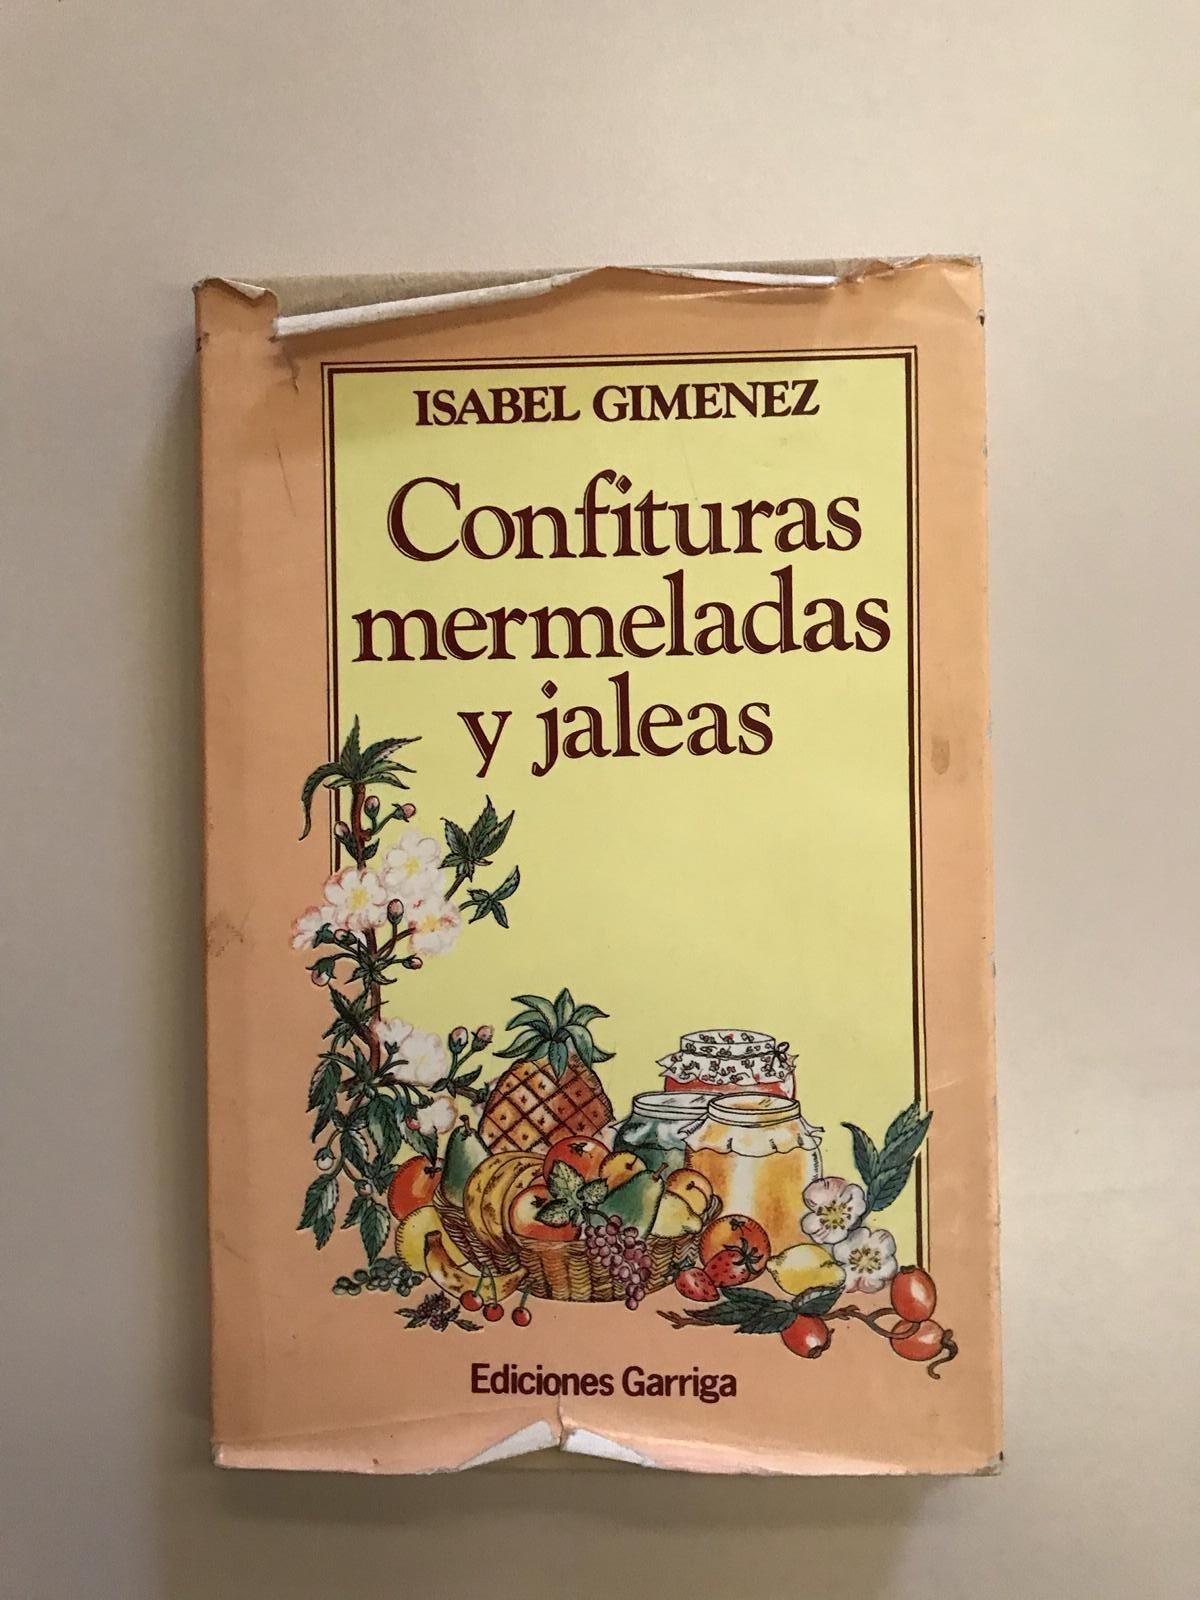 ISABEL GIMENEZ
Confituras
mermeladas
y jaleas
Ediciones Garriga